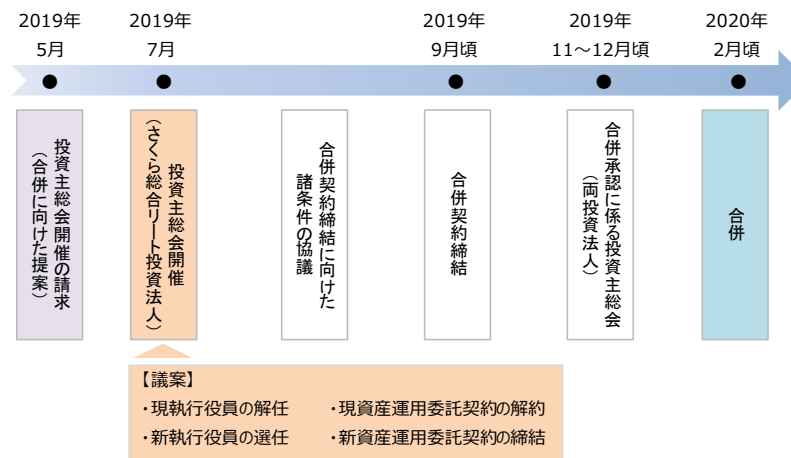 2019年
5月
2019年
7月
2019年
9月頃
2019年
11～12月頃
2020年
2月頃
投資主総会開催の請求
（合併に向けた提案）
投資主総会開催
（さくら総合リート投資法人）
合併契約締結に向けた
諸条件の協議
合併契約締結
合併承認に係る投資主総会
（両投資法人）
合併
【議案】
・現執行役員の解任 ・現資産運用委託契約の解約
・新執行役員の選任 ・新資産運用委託契約の締結